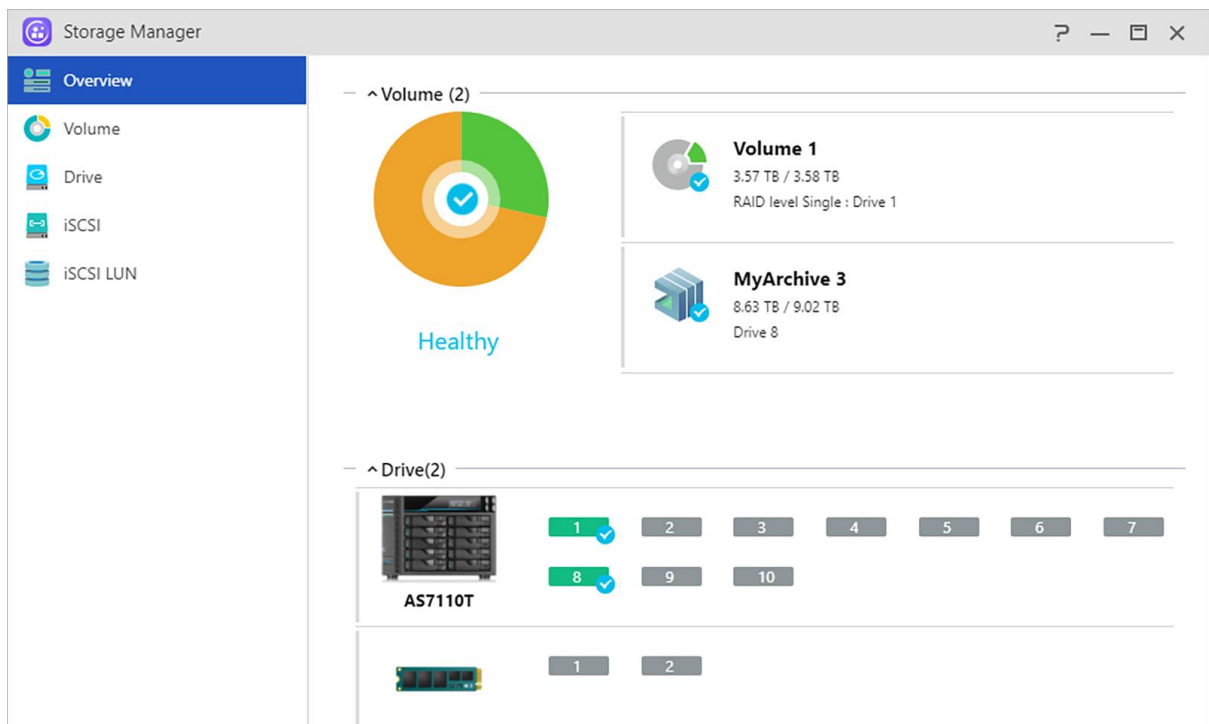 Storage Manager
Overview
Volume
Drive
iSCSI
iSCSI LUN
Volume (2)
Healthy
Volume 1
3.57 TB / 3.58 TB
RAID level Single : Drive 1
MyArchive 3
8.63 TB / 9.02 TB
Drive 8
Drive(2)
AS7110T
1 2 3 4 5 6 7
8 9 10
1 2